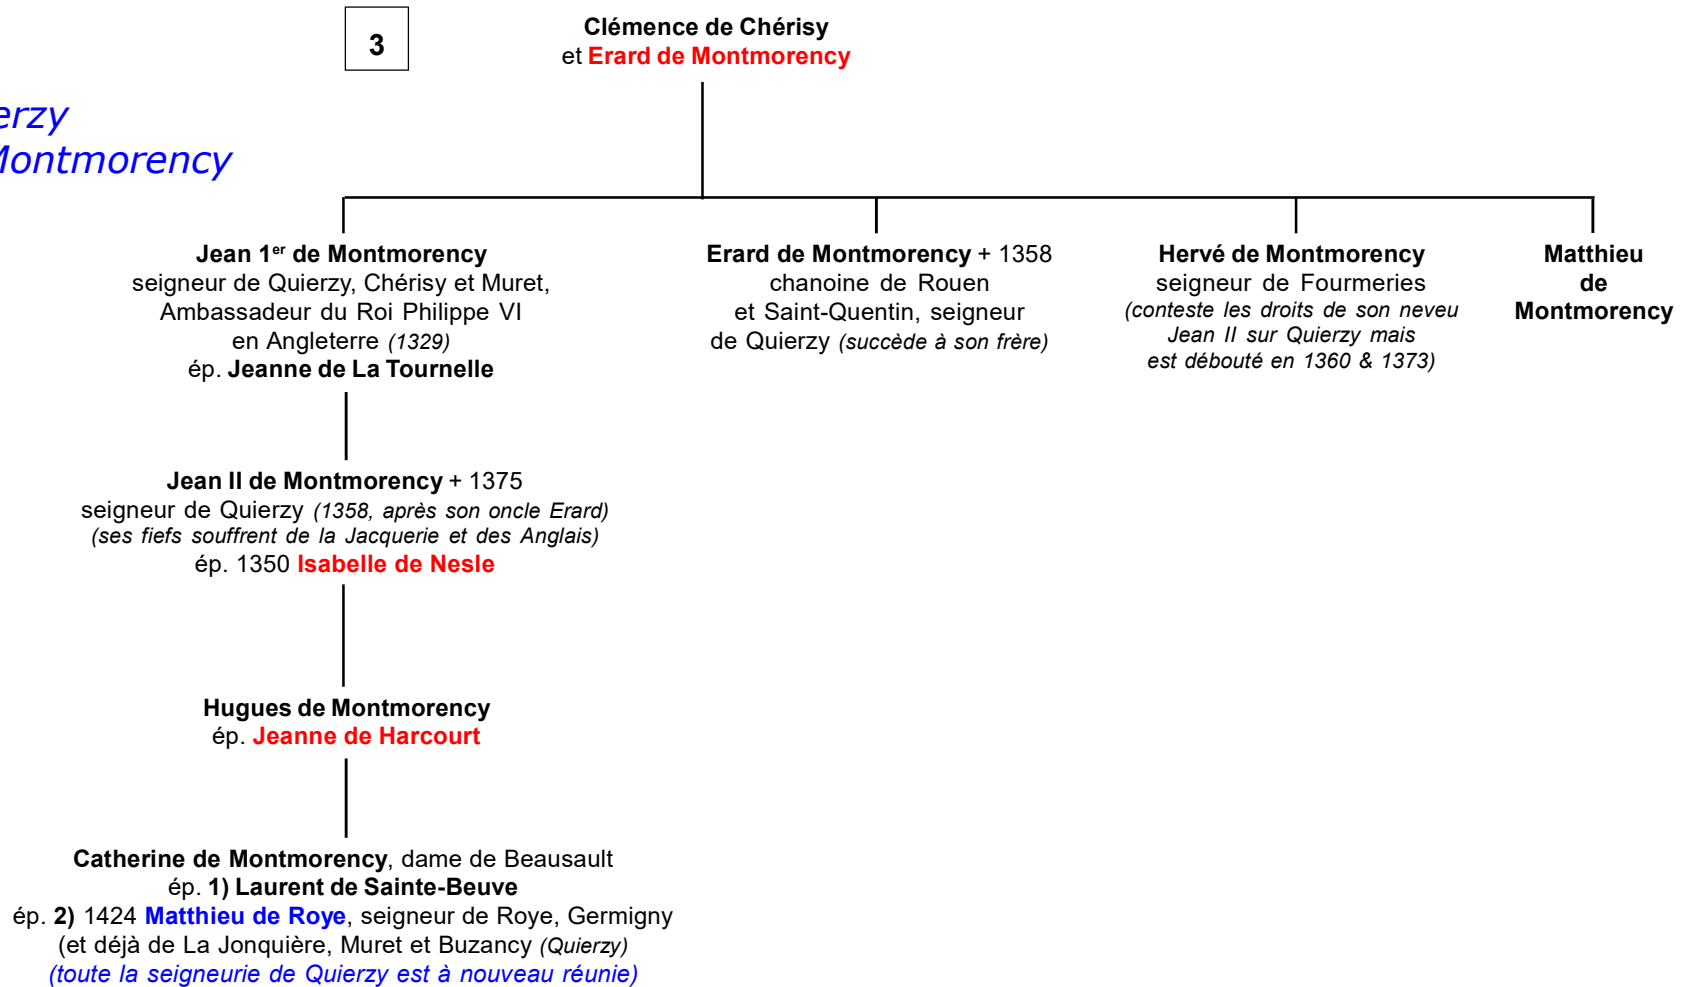 3
Clémence de Chérisy
et Erard de Montmorency
erzy
Montmorency
Jean 1er de Montmorency
seigneur de Quierzy, Chérisy et Muret,
Ambassadeur du Roi Philippe VI
en Angleterre (1329)
ép. Jeanne de La Tournelle
Erard de Montmorency + 1358
chanoine de Rouen
et Saint-Quentin, seigneur
de Quierzy (succède à son frère)
Hervé de Montmorency
seigneur de Fourmeries
(conteste les droits de son neveu
Jean II sur Quierzy mais
est débouté en 1360 & 1373)
Matthieu
de
Montmorency
Jean II de Montmorency + 1375
seigneur de Quierzy (1358, après son oncle Erard)
(ses fiefs souffrent de la Jacquerie et des Anglais)
ép. 1350 Isabelle de Nesle
Hugues de Montmorency
ép. Jeanne de Harcourt
Catherine de Montmorency, dame de Beausault
ép. 1) Laurent de Sainte-Beuve
ép. 2) 1424 Matthieu de Roye, seigneur de Roye, Germigny
(et déjà de La Jonquière, Muret et Buzancy (Quierzy)
(toute la seigneurie de Quierzy est à nouveau réunie)